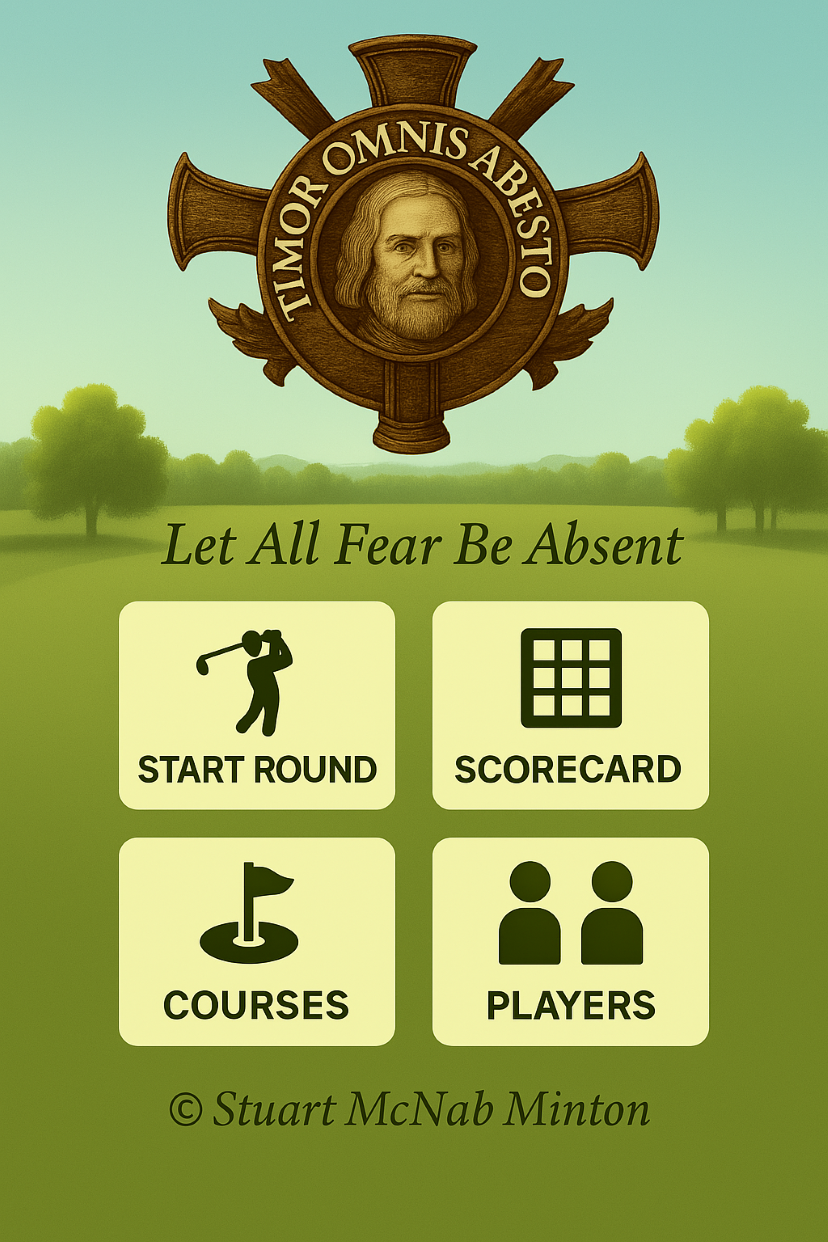 TIMOR OMNIS ABESTO
Let All Fear Be Absent
START ROUND
SCORECARD
COURSES
PLAYERS
© Stuart McNab Minton